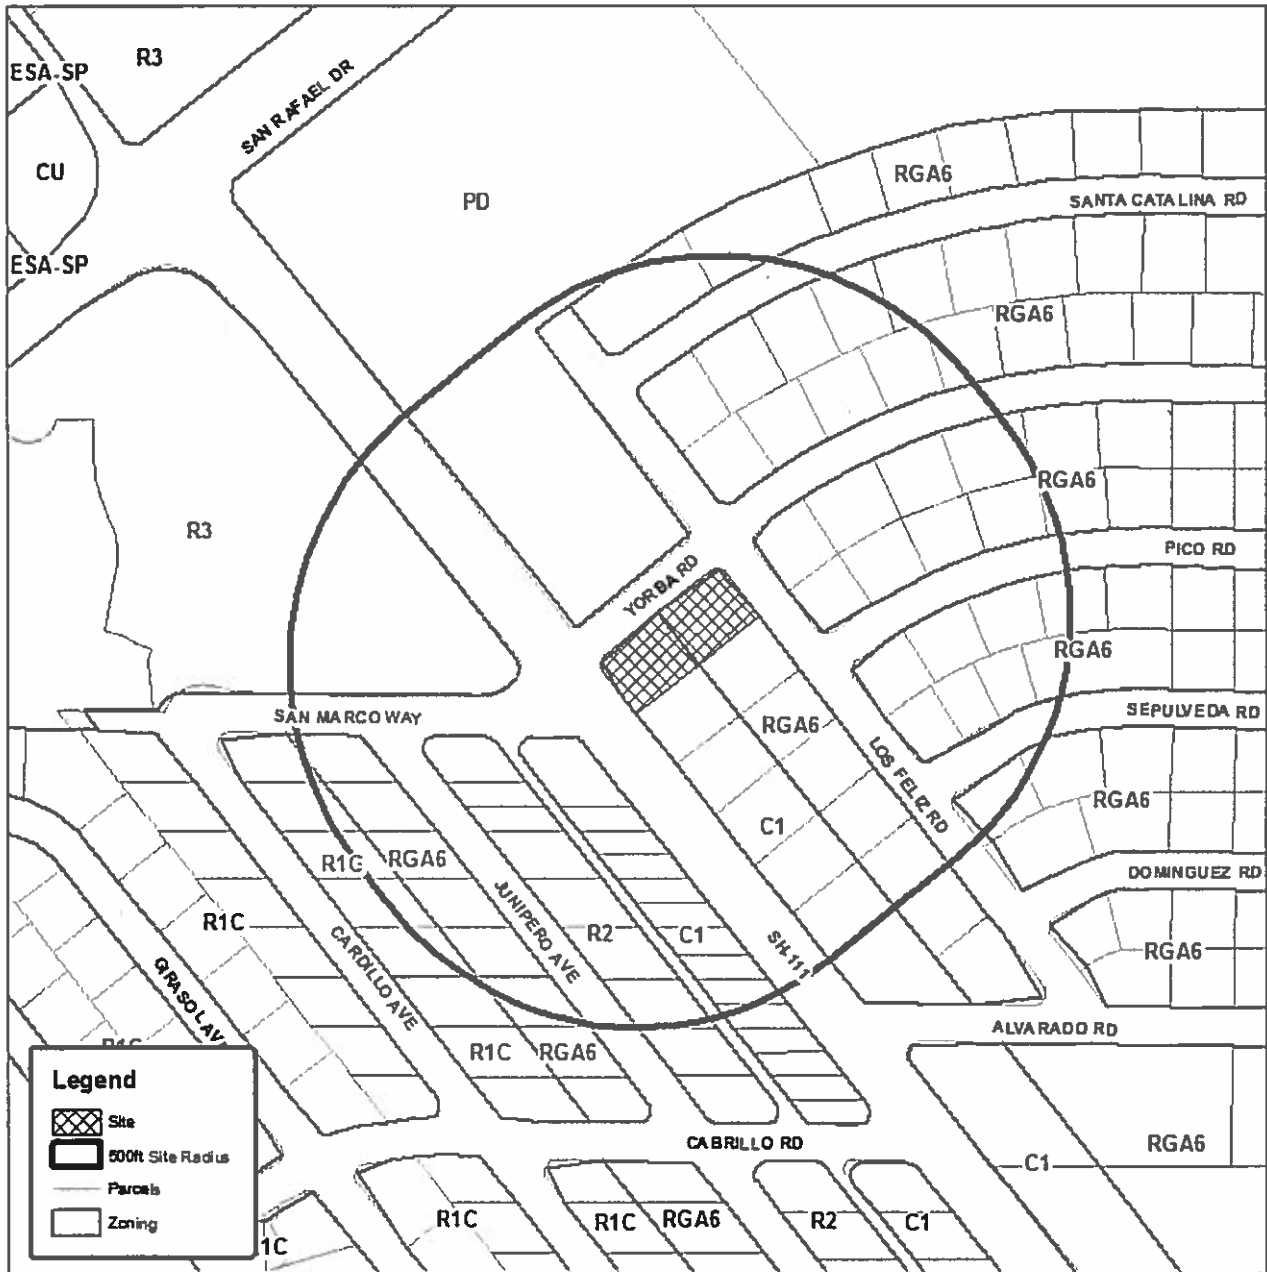 R3
ESA-SP
SAN RAFAEL DR
CU
PD
RGA6
SANTA CATALINA RD
ESA-SP
RGA6
RGA6
R3
PICO RD
YORBA RD
RGA6
SAN MARCO WAY
RGA6
SEPULVEDA RD
LOS FELIZ RD
RGA6
C1
R1C
RGA6
DOMINGUEZ RD
JUNIPERO AVE
R1C
R2
C1
CARDILLO AVE
SH-111
RGA6
GIRASOL AVE
ALVARADO RD
R1C
R1C
RGA6
Legend
Site
500ft Site Radius
Parcels
Zoning
CABRILLO RD
RGA6
C1
R1C
R1C
RGA6
R2
C1
1C